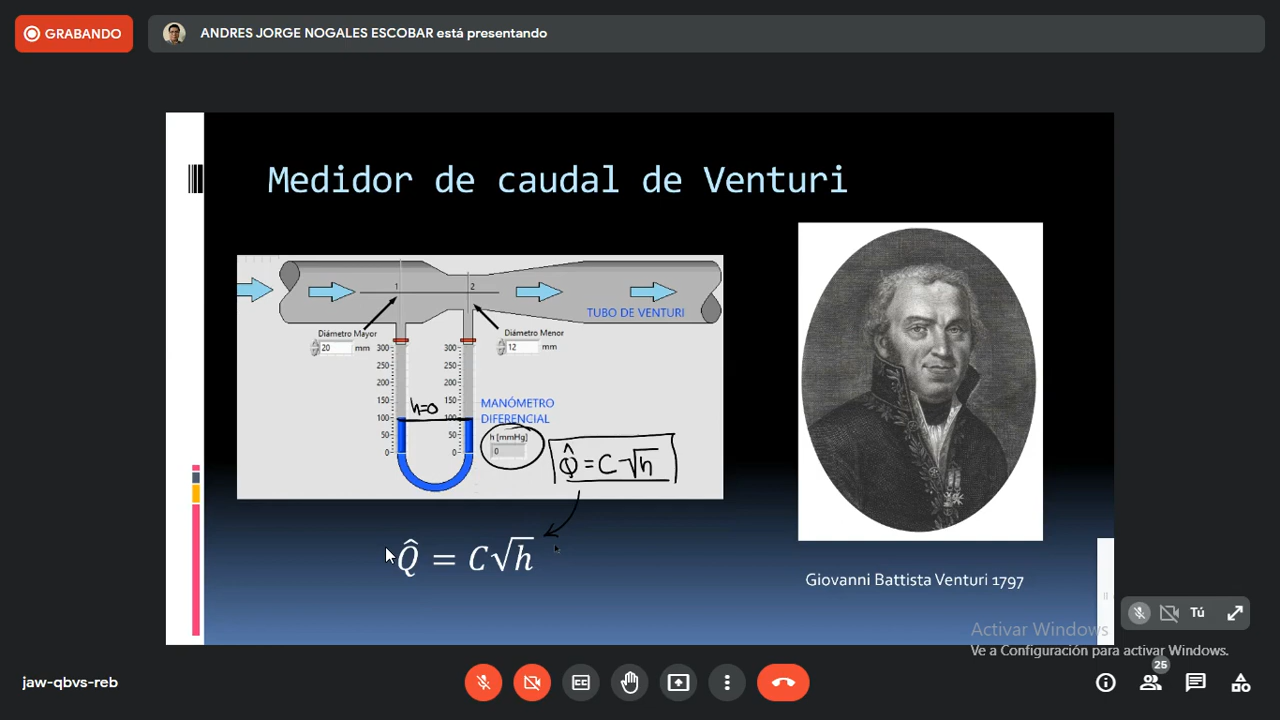 GRABANDO
ANDRES JORGE NOGALES ESCOBAR está presentando
Medidor de caudal de Venturi
1
2
TUBO DE VENTURI
Diámetro Mayor
20 mm
Diámetro Menor
12 mm
300
250
200
150
100
50
0
300
250
200
150
100
50
0
h=0
MANÓMETRO
DIFERENCIAL
h [mmHg]
0
Q̂ = C√h
Q̂ = C√h
Giovanni Battista Venturi 1797
Tú
Activar Windows
Ve a Configuración para activar Windows.
jaw-qbvs-reb
CC
25